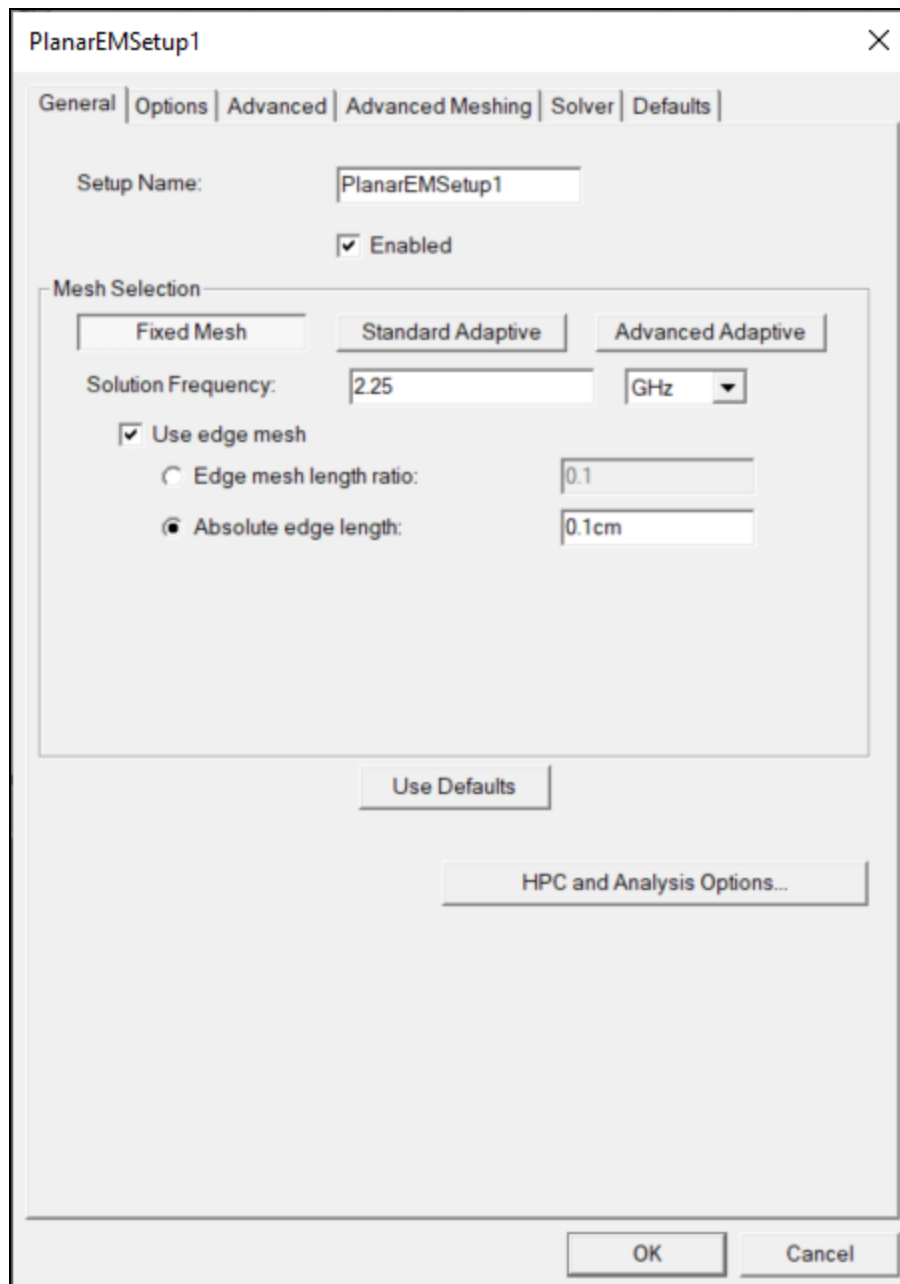 PlanarEMSetup1
General Options Advanced Advanced Meshing Solver Defaults
Setup Name: PlanarEMSetup1
Enabled
Mesh Selection
Fixed Mesh Standard Adaptive Advanced Adaptive
Solution Frequency: 2.25 GHz
Use edge mesh
Edge mesh length ratio: 0.1
Absolute edge length: 0.1cm
Use Defaults
HPC and Analysis Options...
OK Cancel